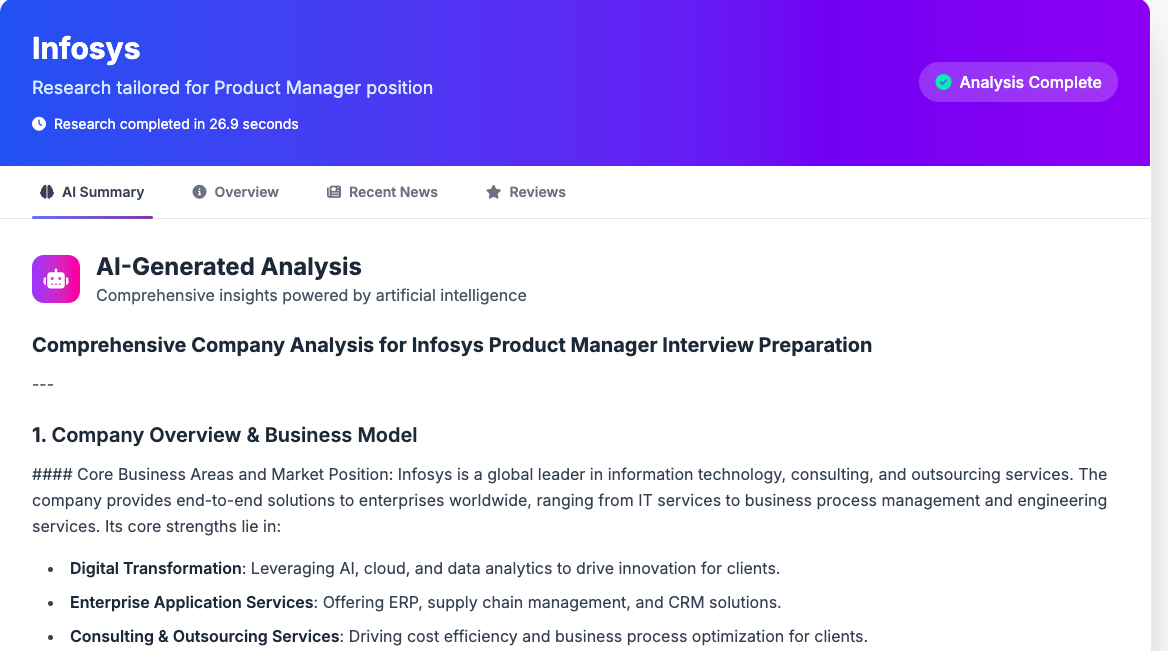 Infosys
Research tailored for Product Manager position
Research completed in 26.9 seconds
Analysis Complete
AI Summary
Overview
Recent News
Reviews
AI-Generated Analysis
Comprehensive insights powered by artificial intelligence
Comprehensive Company Analysis for Infosys Product Manager Interview Preparation
---
1. Company Overview & Business Model
#### Core Business Areas and Market Position: Infosys is a global leader in information technology, consulting, and outsourcing services. The
company provides end-to-end solutions to enterprises worldwide, ranging from IT services to business process management and engineering
services. Its core strengths lie in:
• Digital Transformation: Leveraging AI, cloud, and data analytics to drive innovation for clients.
• Enterprise Application Services: Offering ERP, supply chain management, and CRM solutions.
• Consulting & Outsourcing Services: Driving cost efficiency and business process optimization for clients.